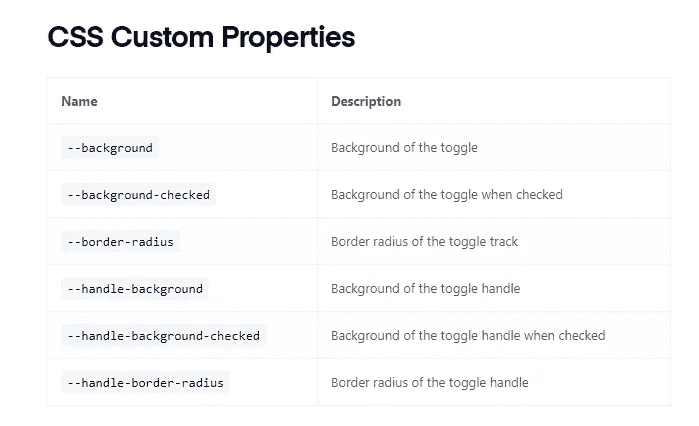 CSS Custom Properties
Name Description
--background Background of the toggle
--background-checked Background of the toggle when checked
--border-radius Border radius of the toggle track
--handle-background Background of the toggle handle
--handle-background-checked Background of the toggle handle when checked
--handle-border-radius Border radius of the toggle handle